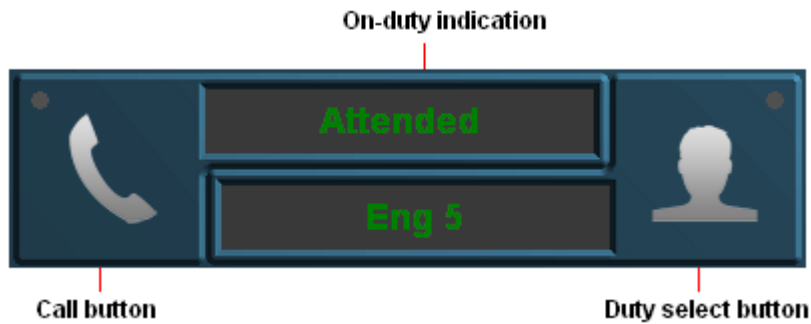 On-duty indication
Attended
Eng 5
Call button
Duty select button